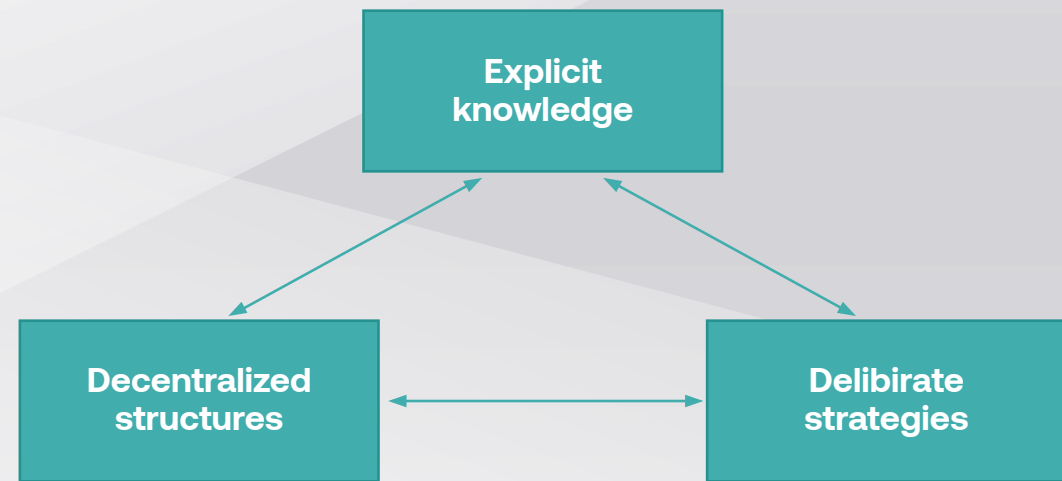 Explicit
knowledge
Decentralized
structures
Delibirate
strategies